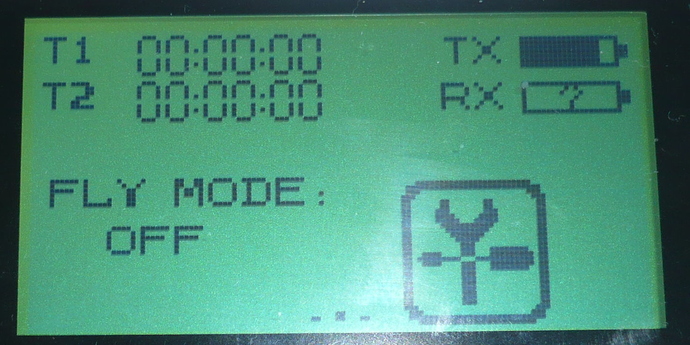 T1 00:00:00 TX
T2 00:00:00 RX ?
FLY MODE:
OFF